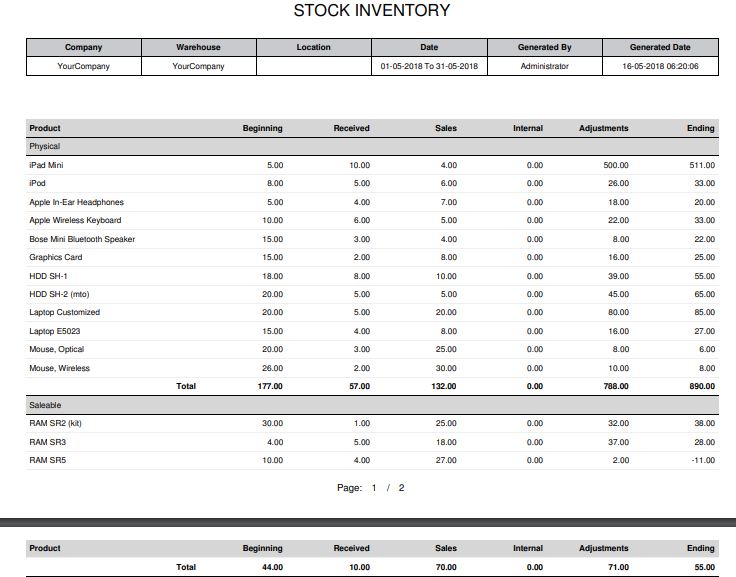 STOCK INVENTORY
Company Warehouse Location Date Generated By Generated Date
YourCompany YourCompany 01-05-2018 To 31-05-2018 Administrator 16-05-2018 06:20:06
Product Beginning Received Sales Internal Adjustments Ending
Physical
iPad Mini 5.00 10.00 4.00 0.00 500.00 511.00
iPod 8.00 5.00 6.00 0.00 26.00 33.00
Apple In-Ear Headphones 5.00 4.00 7.00 0.00 18.00 20.00
Apple Wireless Keyboard 10.00 6.00 5.00 0.00 22.00 33.00
Bose Mini Bluetooth Speaker 15.00 3.00 4.00 0.00 8.00 22.00
Graphics Card 15.00 2.00 8.00 0.00 16.00 25.00
HDD SH-1 18.00 8.00 10.00 0.00 39.00 55.00
HDD SH-2 (mto) 20.00 5.00 5.00 0.00 45.00 65.00
Laptop Customized 20.00 5.00 20.00 0.00 80.00 85.00
Laptop E5023 15.00 4.00 8.00 0.00 16.00 27.00
Mouse, Optical 20.00 3.00 25.00 0.00 8.00 6.00
Mouse, Wireless 26.00 2.00 30.00 0.00 10.00 8.00
Total 177.00 57.00 132.00 0.00 788.00 890.00
Saleable
RAM SR2 (kit) 30.00 1.00 25.00 0.00 32.00 38.00
RAM SR3 4.00 5.00 18.00 0.00 37.00 28.00
RAM SR5 10.00 4.00 27.00 0.00 2.00 -11.00
Page: 1 / 2
Product Beginning Received Sales Internal Adjustments Ending
Total 44.00 10.00 70.00 0.00 71.00 55.00